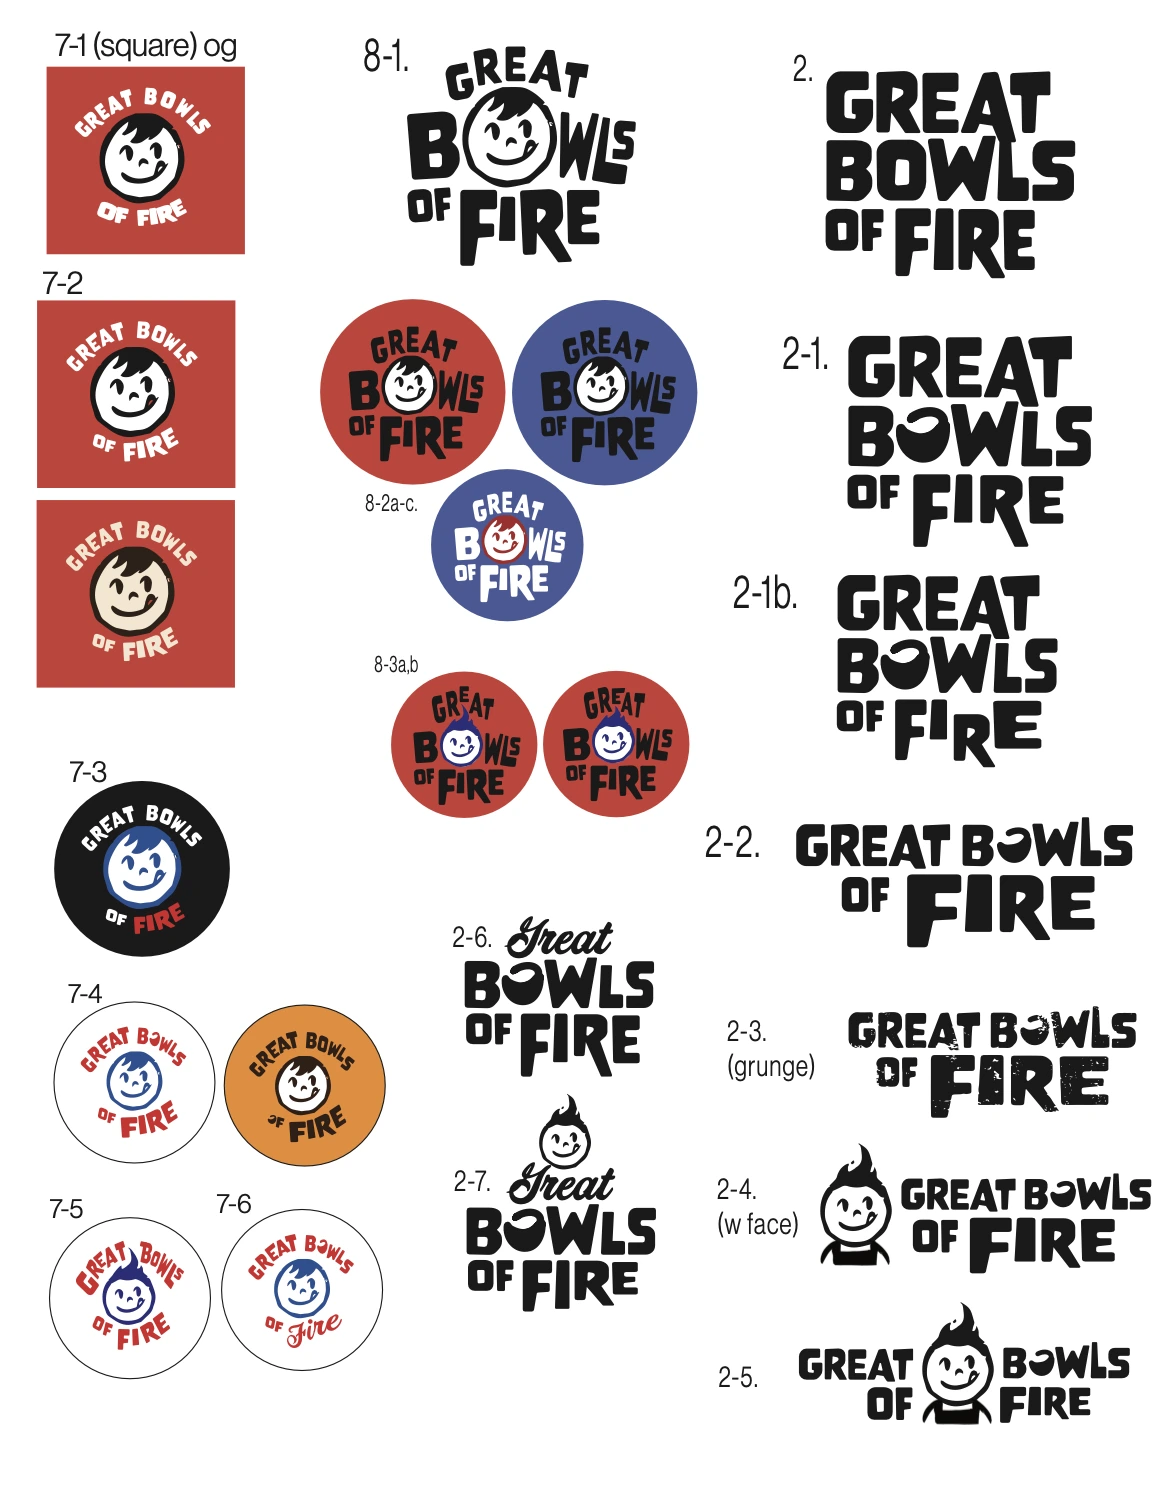 7-1 (square) og
GREAT BOWLS
OF FIRE
7-2
GREAT BOWLS
OF FIRE
GREAT BOWLS
OF FIRE
7-3
GREAT BOWLS
OF FIRE
7-4
GREAT BOWLS
OF FIRE
GREAT BOWLS
OF FIRE
7-5
GREAT BOWLS
OF FIRE
7-6
GREAT BOWLS
OF Fire
8-1.
GREAT
BOWLS
OF FIRE
GREAT
BOWLS
OF FIRE
GREAT
BOWLS
OF FIRE
8-2a-c.
GREAT
BOWLS
OF FIRE
8-3a,b
GREAT
BOWLS
OF FIRE
GREAT
BOWLS
OF FIRE
2-6.
Great
BOWLS
OF FIRE
2-7.
Great
BOWLS
OF FIRE
2.
GREAT
BOWLS
OF FIRE
2-1.
GREAT
BOWLS
OF FIRE
2-1b.
GREAT
BOWLS
OF FIRE
2-2.
GREAT BOWLS
OF FIRE
2-3.
(grunge)
GREAT BOWLS
OF FIRE
2-4.
(w face)
GREAT BOWLS
OF FIRE
2-5.
GREAT BOWLS
OF FIRE